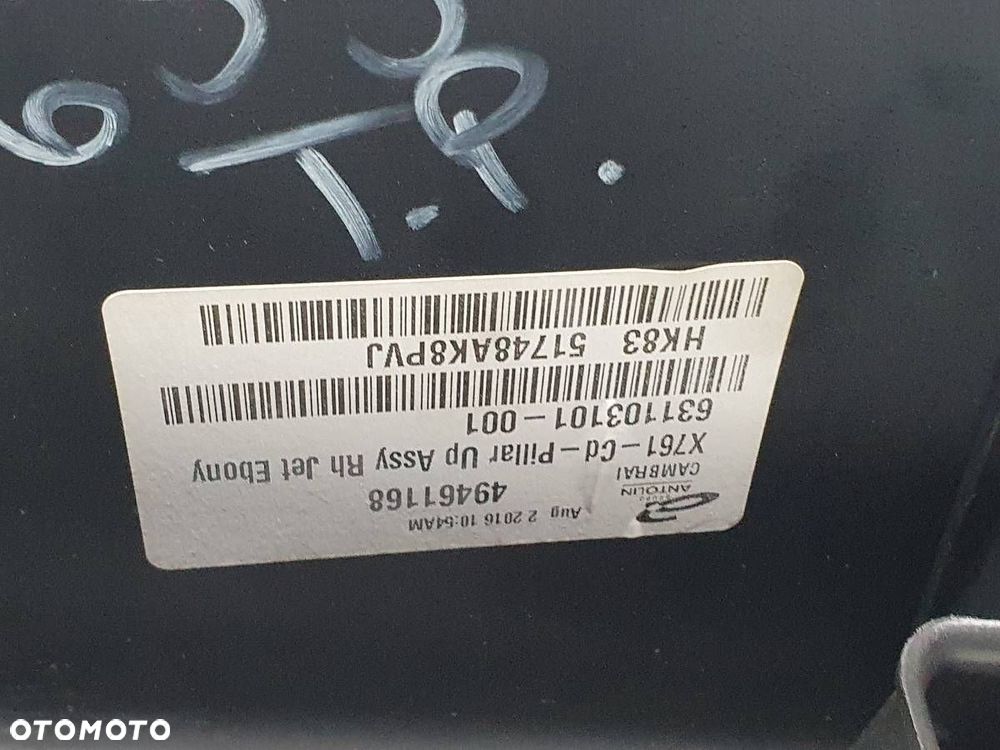 Aug 2 2016 10:54AM
49461168
GRUPO
ANTOLIN
CAMBRAI
X761-Cd-Pillar Up Assy Rh Jet Ebony
631103101-001
HK83 51748AK8PVJ
T.P.
OTOMOTO